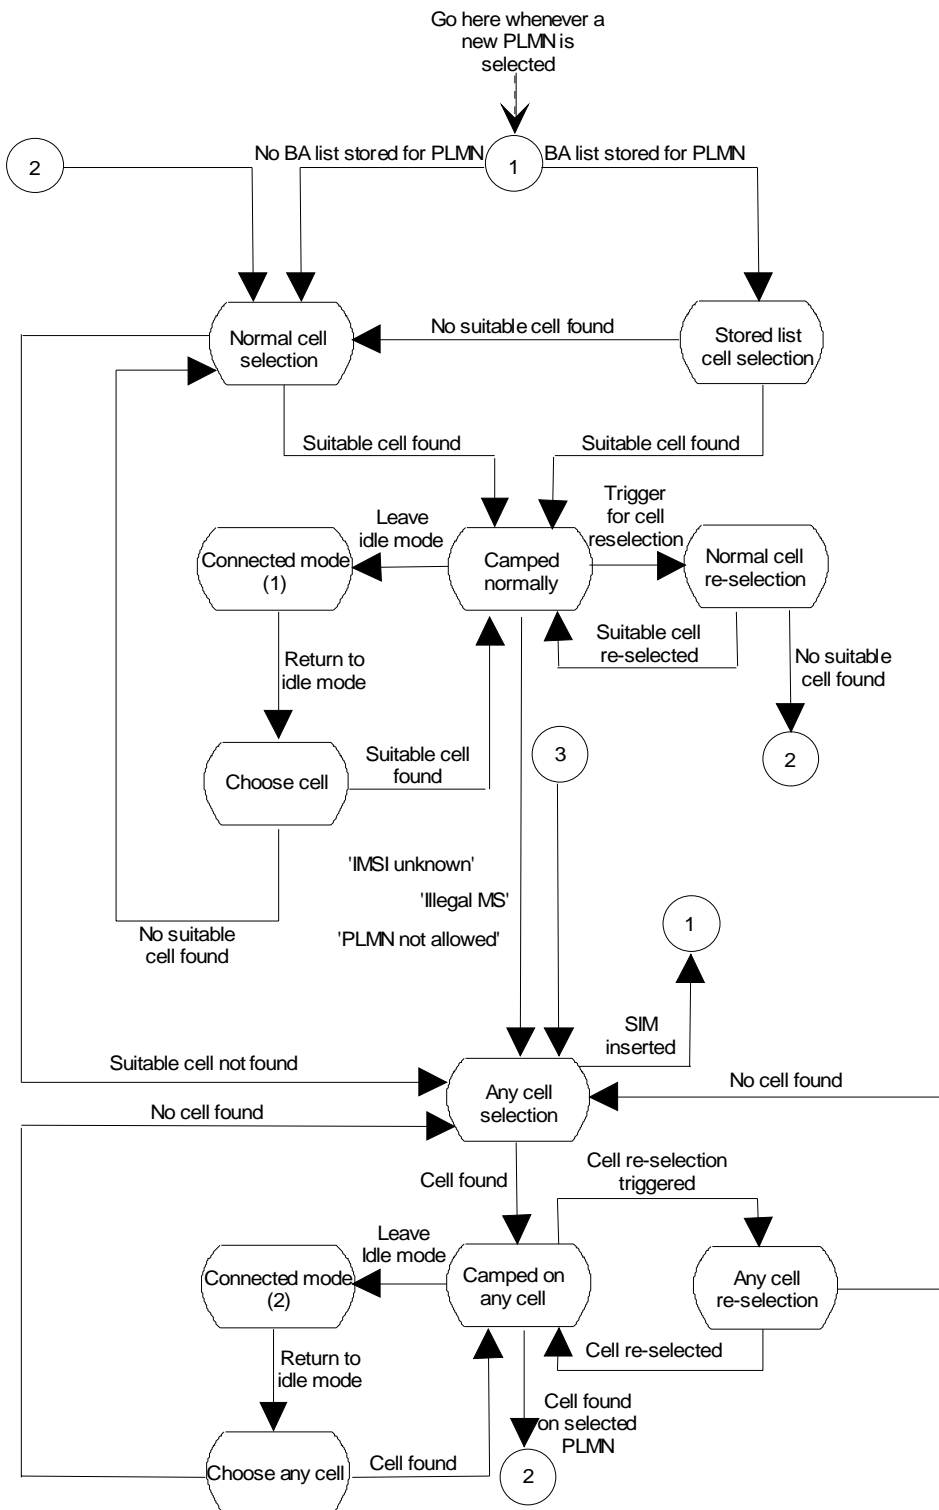 Go here whenever a
new PLMN is
selected
2
No BA list stored for PLMN
1
BA list stored for PLMN
Normal cell
selection
No suitable cell found
Stored list
cell selection
Suitable cell found
Suitable cell found
Leave
idle mode
Trigger
for cell
reselection
Connected mode
(1)
Camped
normally
Normal cell
re-selection
Suitable cell
re-selected
No suitable
cell found
Return to
idle mode
3
2
Choose cell
Suitable cell
found
'IMSI unknown'
'Illegal MS'
'PLMN not allowed'
No suitable
cell found
1
SIM
inserted
Suitable cell not found
Any cell
selection
No cell found
No cell found
Cell found
Cell re-selection
triggered
Leave
Idle mode
Connected mode
(2)
Camped on
any cell
Any cell
re-selection
Return to
idle mode
Cell re-selected
Cell found
on selected
PLMN
Choose any cell
Cell found
2